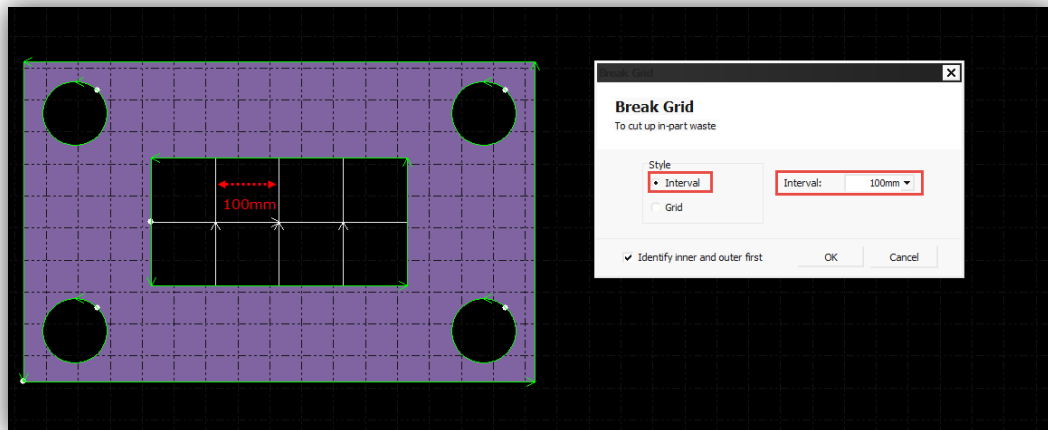 Break Grid
Break Grid
To cut up in-part waste
Style
Interval
Interval:
100mm
Grid
100mm
Identify inner and outer first
OK
Cancel